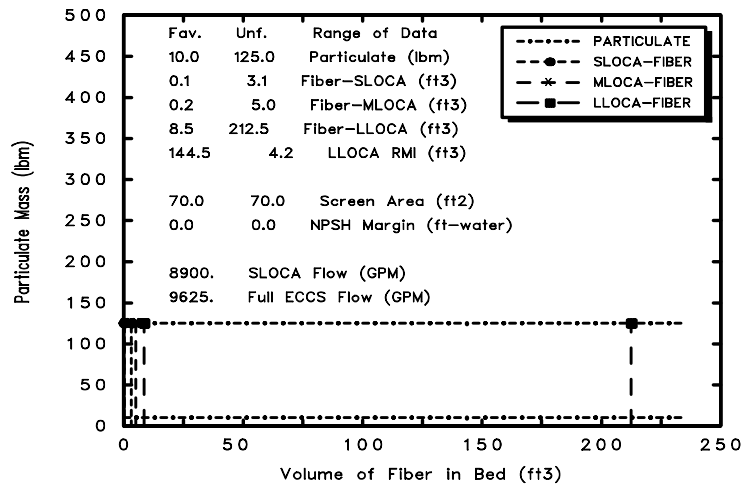 Fav. Unf. Range of Data
10.0 125.0 Particulate (lbm)
0.1 3.1 Fiber-SLOCA (ft3)
0.2 5.0 Fiber-MLOCA (ft3)
8.5 212.5 Fiber-LLOCA (ft3)
144.5 4.2 LLOCA RMI (ft3)
70.0 70.0 Screen Area (ft2)
0.0 0.0 NPSH Margin (ft-water)
8900. SLOCA Flow (GPM)
9625. Full ECCS Flow (GPM)
PARTICULATE
SLOCA-FIBER
MLOCA-FIBER
LLOCA-FIBER
Particulate Mass (lbm)
500
450
400
350
300
250
200
150
100
50
0
0 50 100 150 200 250
Volume of Fiber in Bed (ft3)